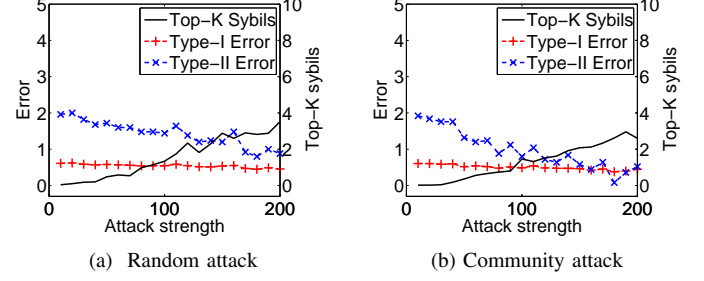 5
4
3
2
1
0
Error
10
8
6
4
2
0
Top-K sybils
Top-K Sybils
Type-I Error
Type-II Error
0 100 200
Attack strength
(a) Random attack
5
4
3
2
1
0
Error
10
8
6
4
2
0
Top-K sybils
Top-K Sybils
Type-I Error
Type-II Error
0 100 200
Attack strength
(b) Community attack